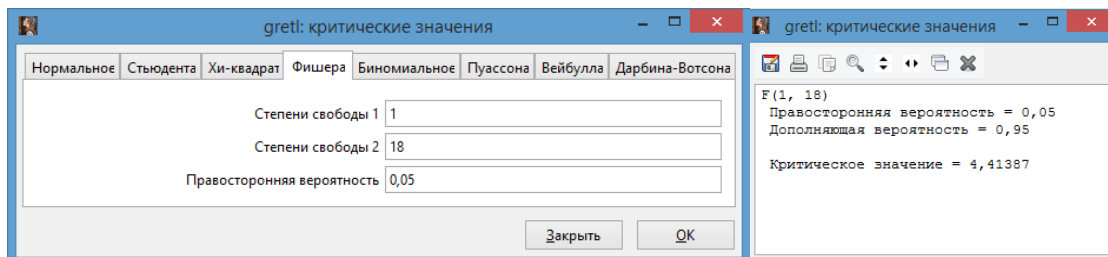 gretl: критические значения
Нормальное Стьюдента Хи-квадрат Фишера Биномиальное Пуассона Вейбулла Дарбина-Вотсона
Степени свободы 1 1
Степени свободы 2 18
Правосторонняя вероятность 0,05
Закрыть OK
gretl: критические значения
F(1, 18)
Правосторонняя вероятность = 0,05
Дополняющая вероятность = 0,95
Критическое значение = 4,41387